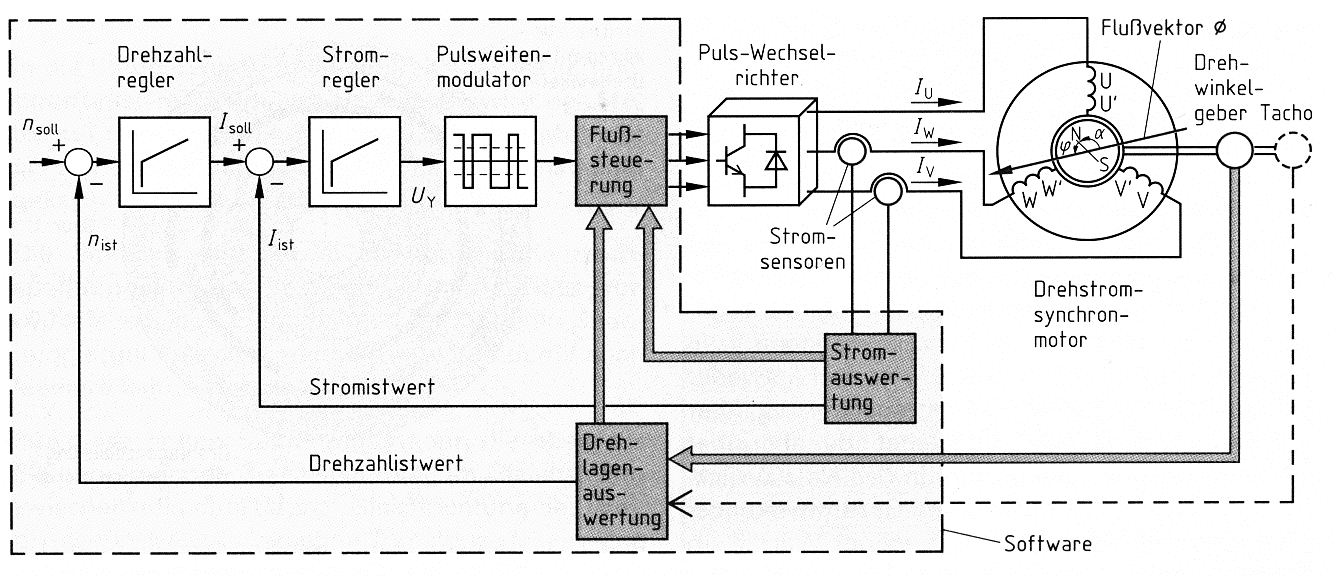 Drehzahl-
regler
Strom-
regler
Pulsweiten-
modulator
Puls-Wechsel-
richter
Flußvektor ϕ
Dreh-
winkel-
geber
Tacho
n soll
+
−
I soll
+
−
U Y
Fluß-
steue-
rung
I U
I W
I V
U
U'
N
α
φ
S
W
W'
V'
V
n ist
I ist
Strom-
sensoren
Drehstrom-
synchron-
motor
Strom-
auswer-
tung
Stromistwert
Drehzahlistwert
Dreh-
lagen-
aus-
wertung
Software